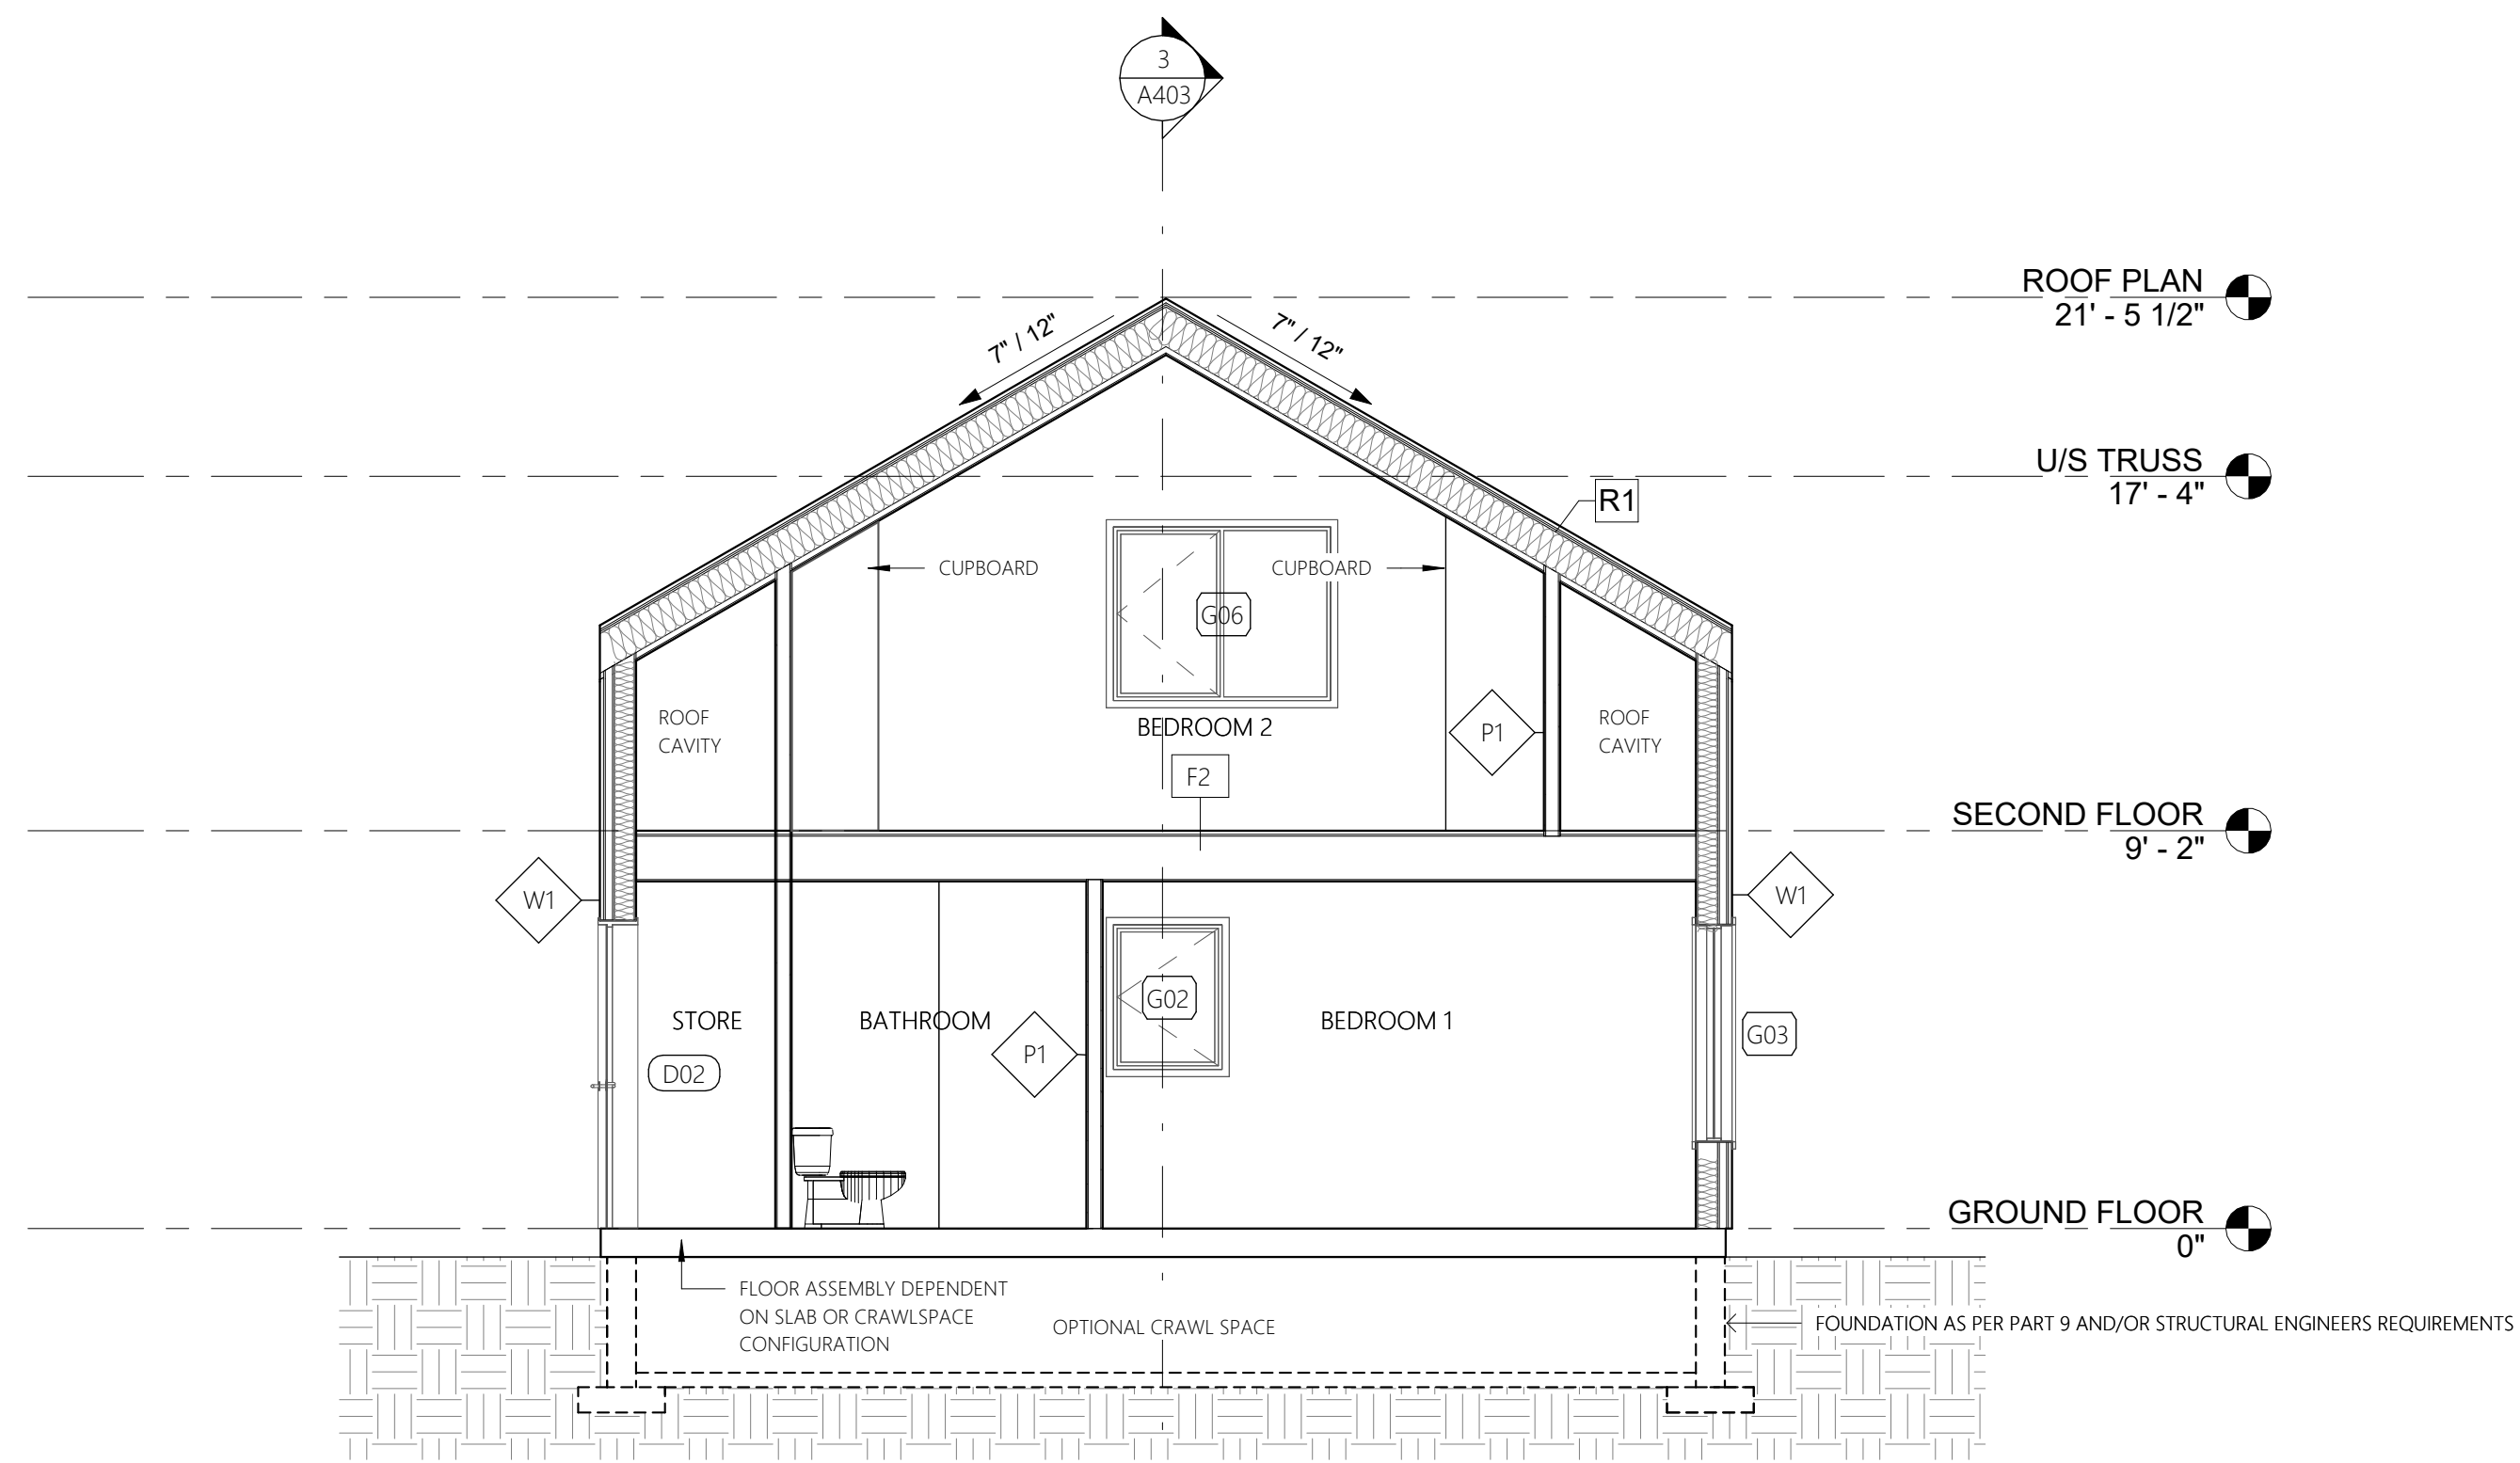 3
A403
ROOF PLAN
21' - 5 1/2"
7" / 12"
7" / 12"
U/S TRUSS
17' - 4"
R1
CUPBOARD
CUPBOARD
G06
ROOF
CAVITY
BEDROOM 2
P1
ROOF
CAVITY
F2
SECOND FLOOR
9' - 2"
W1
W1
G02
STORE
BATHROOM
BEDROOM 1
G03
P1
D02
GROUND FLOOR
0"
FLOOR ASSEMBLY DEPENDENT
ON SLAB OR CRAWLSPACE
CONFIGURATION
OPTIONAL CRAWL SPACE
FOUNDATION AS PER PART 9 AND/OR STRUCTURAL ENGINEERS REQUIREMENTS